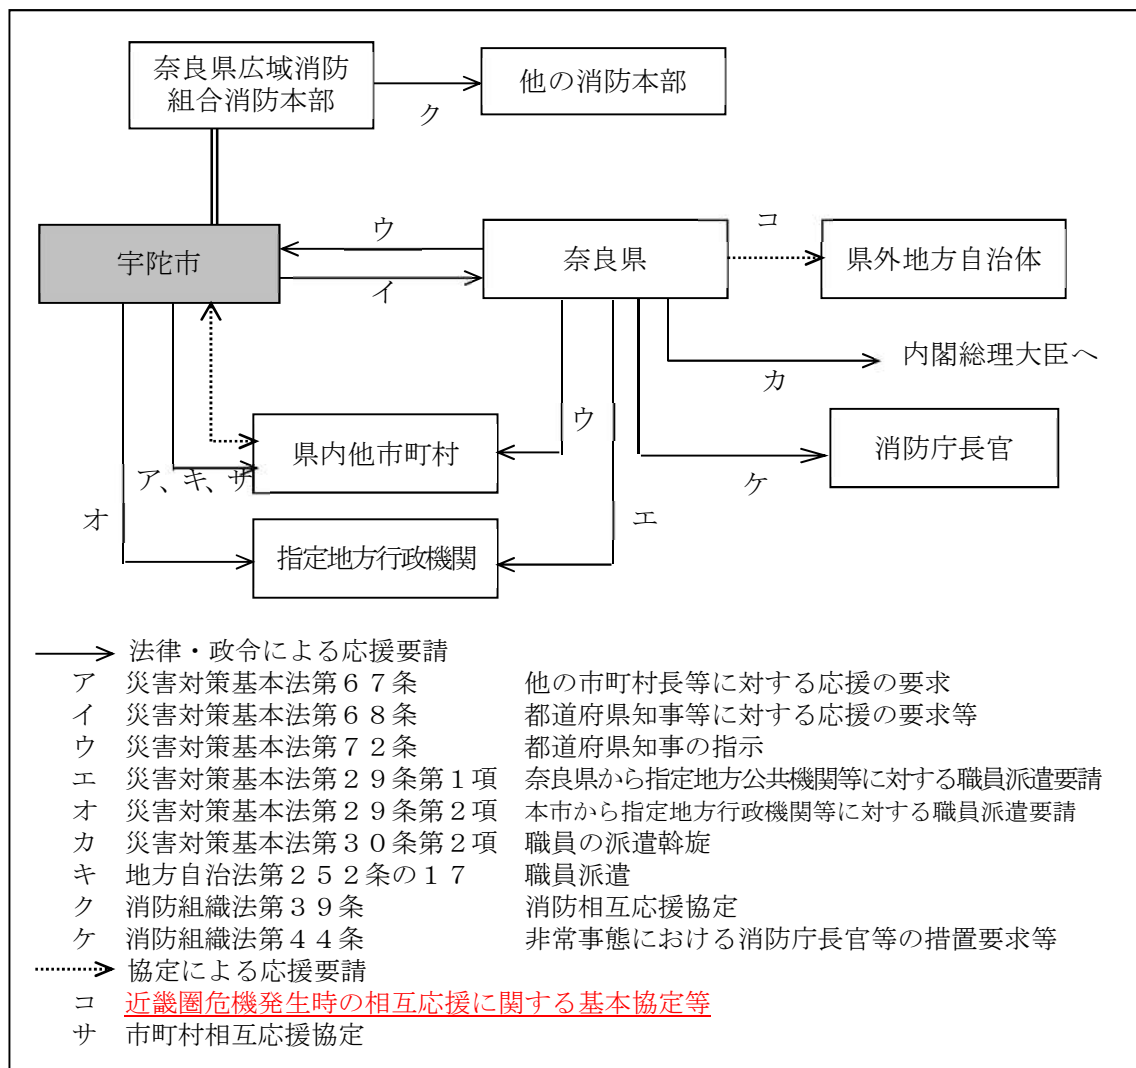 奈良県広域消防
組合消防本部
他の消防本部
ク
宇陀市
ウ
イ
奈良県
コ
県外地方自治体
内閣総理大臣へ
カ
ウ
県内他市町村
ア、キ、サ
消防庁長官
ケ
オ
エ
指定地方行政機関
法律・政令による応援要請
ア 災害対策基本法第67条 他の市町村長等に対する応援の要求
イ 災害対策基本法第68条 都道府県知事等に対する応援の要求等
ウ 災害対策基本法第72条 都道府県知事の指示
エ 災害対策基本法第29条第1項 奈良県から指定地方公共機関等に対する職員派遣要請
オ 災害対策基本法第29条第2項 本市から指定地方行政機関等に対する職員派遣要請
カ 災害対策基本法第30条第2項 職員の派遣斡旋
キ 地方自治法第252条の17 職員派遣
ク 消防組織法第39条 消防相互応援協定
ケ 消防組織法第44条 非常事態における消防庁長官等の措置要求等
協定による応援要請
コ 近畿圏危機発生時の相互応援に関する基本協定等
サ 市町村相互応援協定